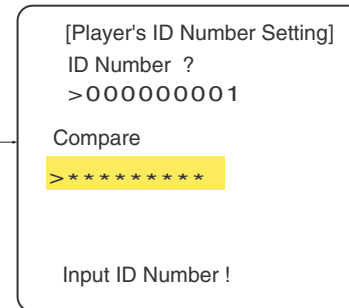 [Player's ID Number Setting]
ID Number ?
>000000001
Compare
>*********
Input ID Number !